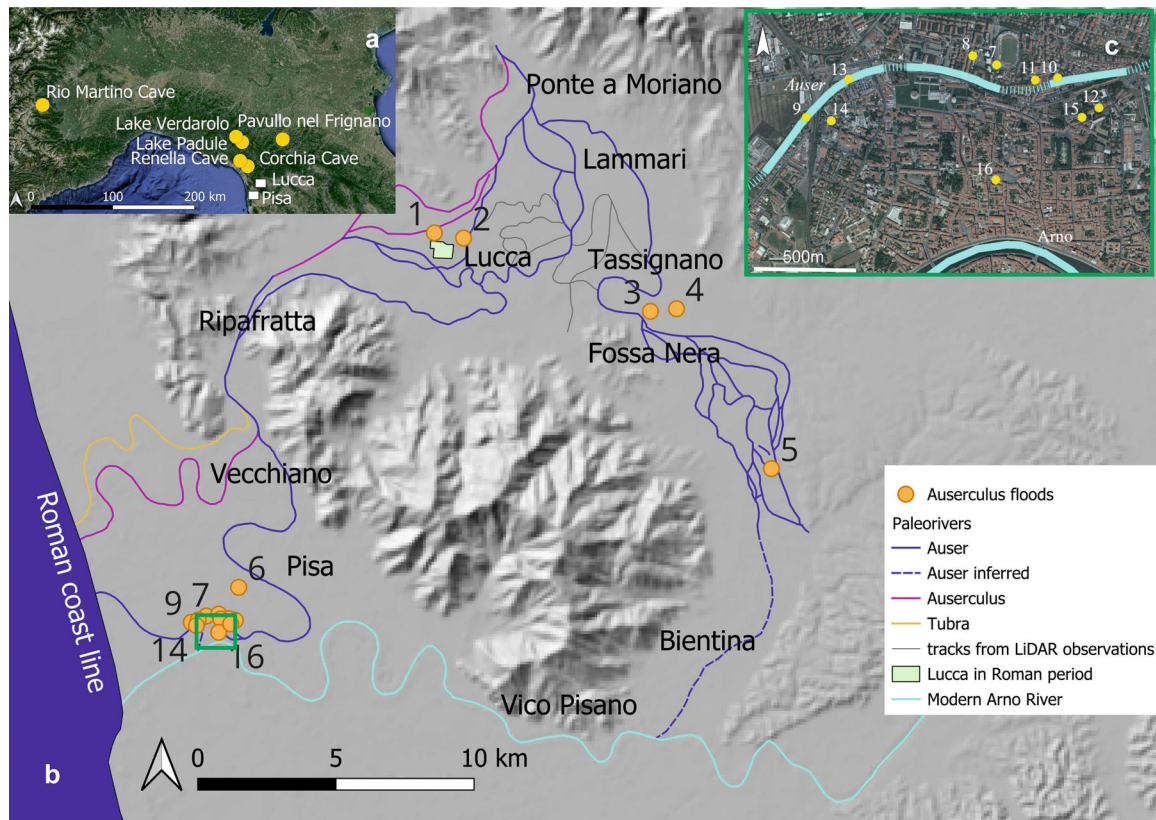 a
Rio Martino Cave
Lake Verdarolo
Pavullo nel Frignano
Lake Padule
Renella Cave
Corchia Cave
Lucca
Pisa
0 100 200 km
c
8
7
13
11
10
Auser
9
14
15
12
16
Arno
500m
Ponte a Moriano
Lammari
1
2
Lucca
Tassignano
3
4
Ripafratta
Fossa Nera
5
Vecchiano
Roman coast line
Pisa
6
9
7
14
16
Bientina
Vico Pisano
0 5 10 km
b
Auserculus floods
Paleorivers
Auser
Auser inferred
Auserculus
Tubra
tracks from LiDAR observations
Lucca in Roman period
Modern Arno River